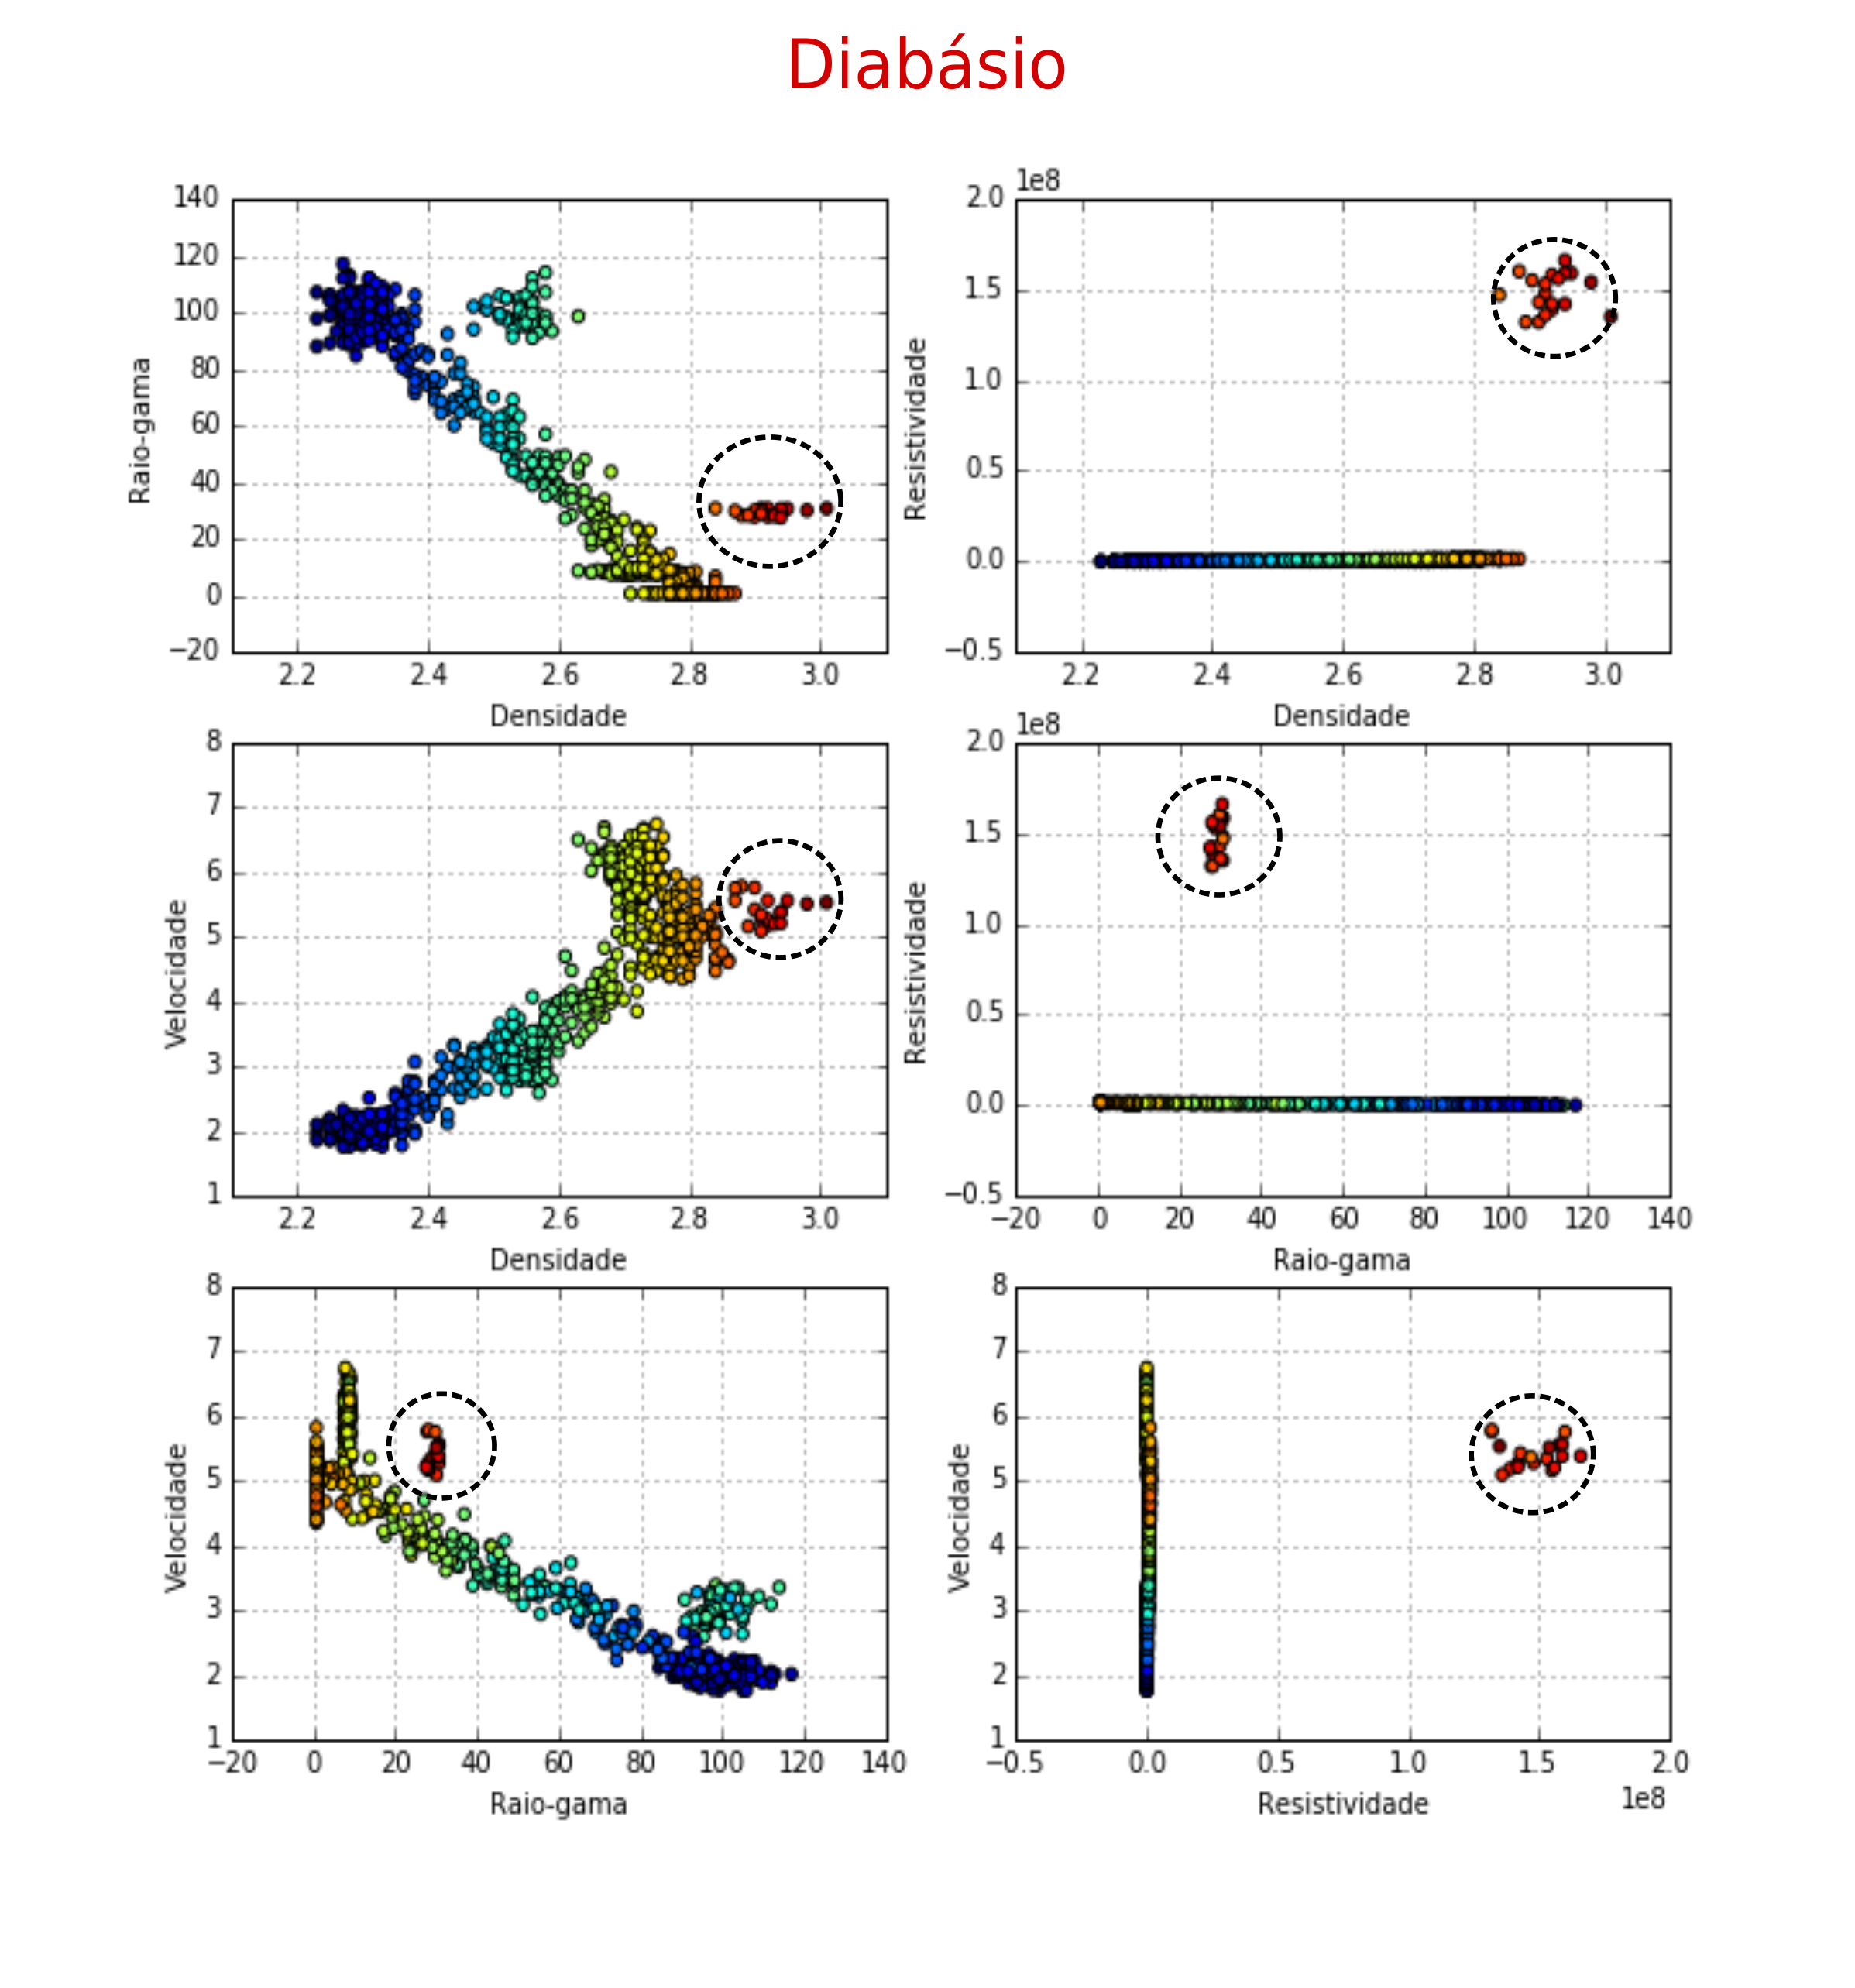 Diabásio
140
120
100
80
60
40
20
0
−20
Raio-gama
2.2 2.4 2.6 2.8 3.0
Densidade
1e8
2.0
1.5
1.0
0.5
0.0
−0.5
Resistividade
2.2 2.4 2.6 2.8 3.0
Densidade
8
7
6
5
4
3
2
1
Velocidade
2.2 2.4 2.6 2.8 3.0
Densidade
1e8
2.0
1.5
1.0
0.5
0.0
−0.5
Resistividade
−20 0 20 40 60 80 100 120 140
Raio-gama
8
7
6
5
4
3
2
1
Velocidade
−20 0 20 40 60 80 100 120 140
Raio-gama
8
7
6
5
4
3
2
1
Velocidade
−0.5 0.0 0.5 1.0 1.5 2.0
Resistividade
1e8